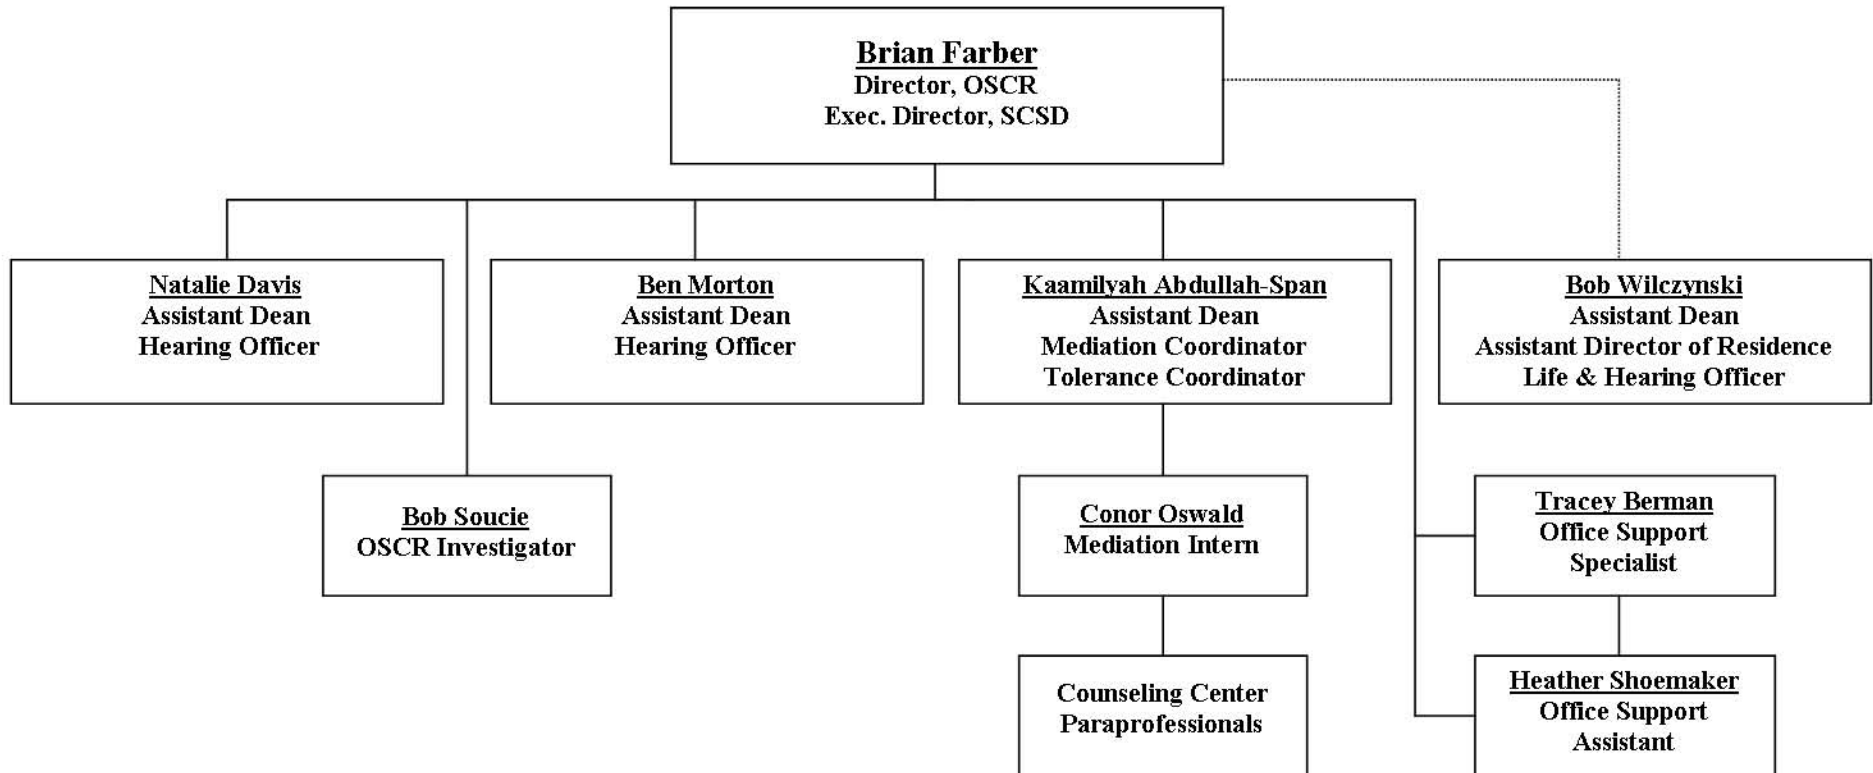 Brian Farber
Director, OSCR
Exec. Director, SCSD
Natalie Davis
Assistant Dean
Hearing Officer
Ben Morton
Assistant Dean
Hearing Officer
Kaamilyah Abdullah-Span
Assistant Dean
Mediation Coordinator
Tolerance Coordinator
Bob Wilczynski
Assistant Dean
Assistant Director of Residence
Life & Hearing Officer
Bob Soucie
OSCR Investigator
Conor Oswald
Mediation Intern
Tracey Berman
Office Support
Specialist
Counseling Center
Paraprofessionals
Heather Shoemaker
Office Support
Assistant